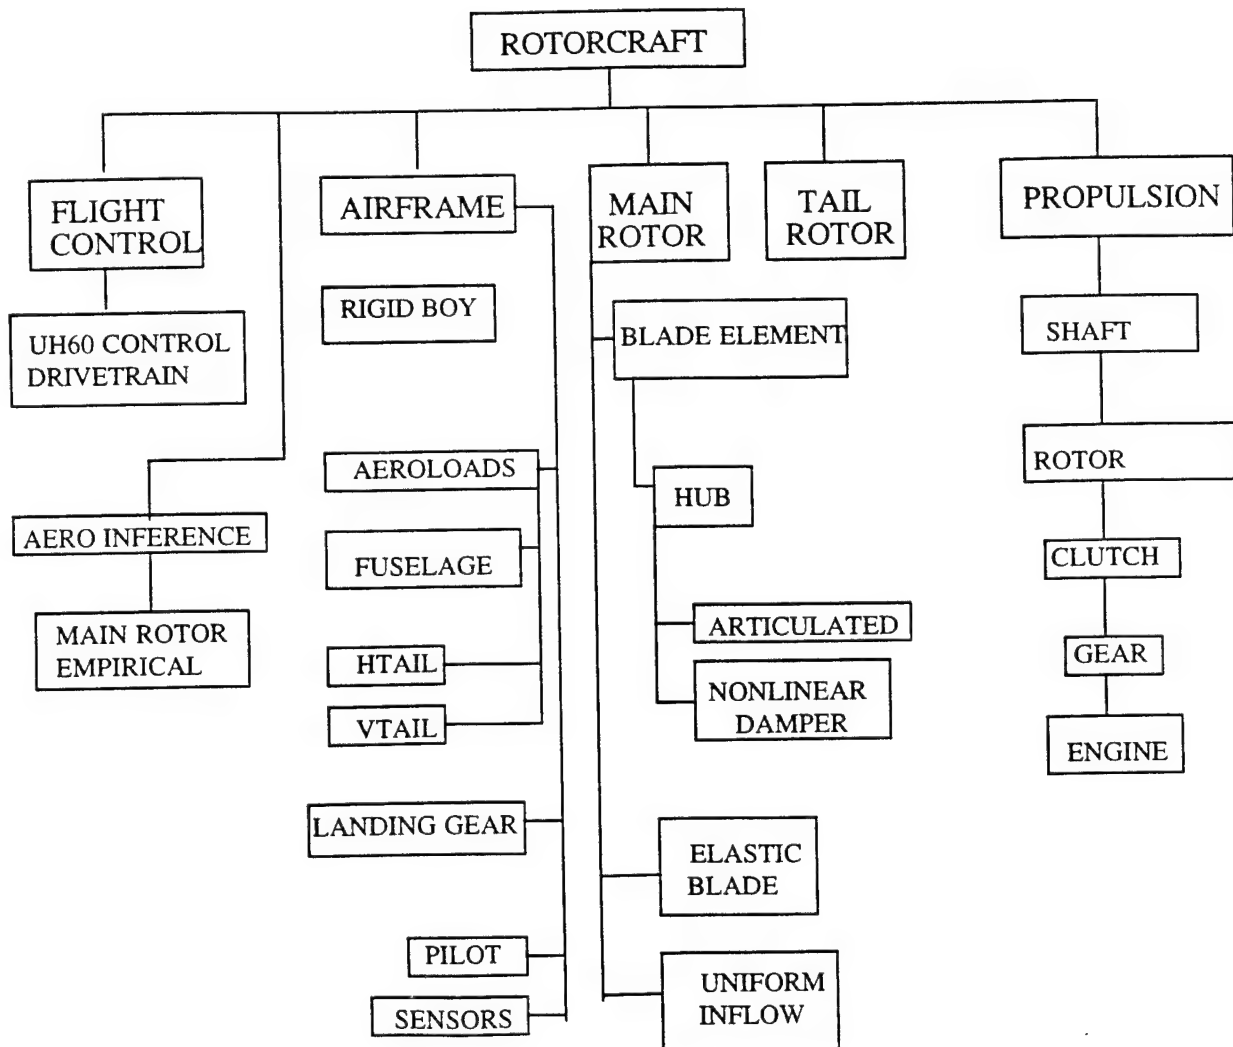 ROTORCRAFT
FLIGHT
CONTROL
AIRFRAME
MAIN
ROTOR
TAIL
ROTOR
PROPULSION
UH60 CONTROL
DRIVETRAIN
RIGID BOY
BLADE ELEMENT
SHAFT
AEROLOADS
HUB
ROTOR
AERO INFERENCE
FUSELAGE
CLUTCH
MAIN ROTOR
EMPIRICAL
HTAIL
ARTICULATED
GEAR
VTAIL
NONLINEAR
DAMPER
ENGINE
LANDING GEAR
ELASTIC
BLADE
PILOT
SENSORS
UNIFORM
INFLOW